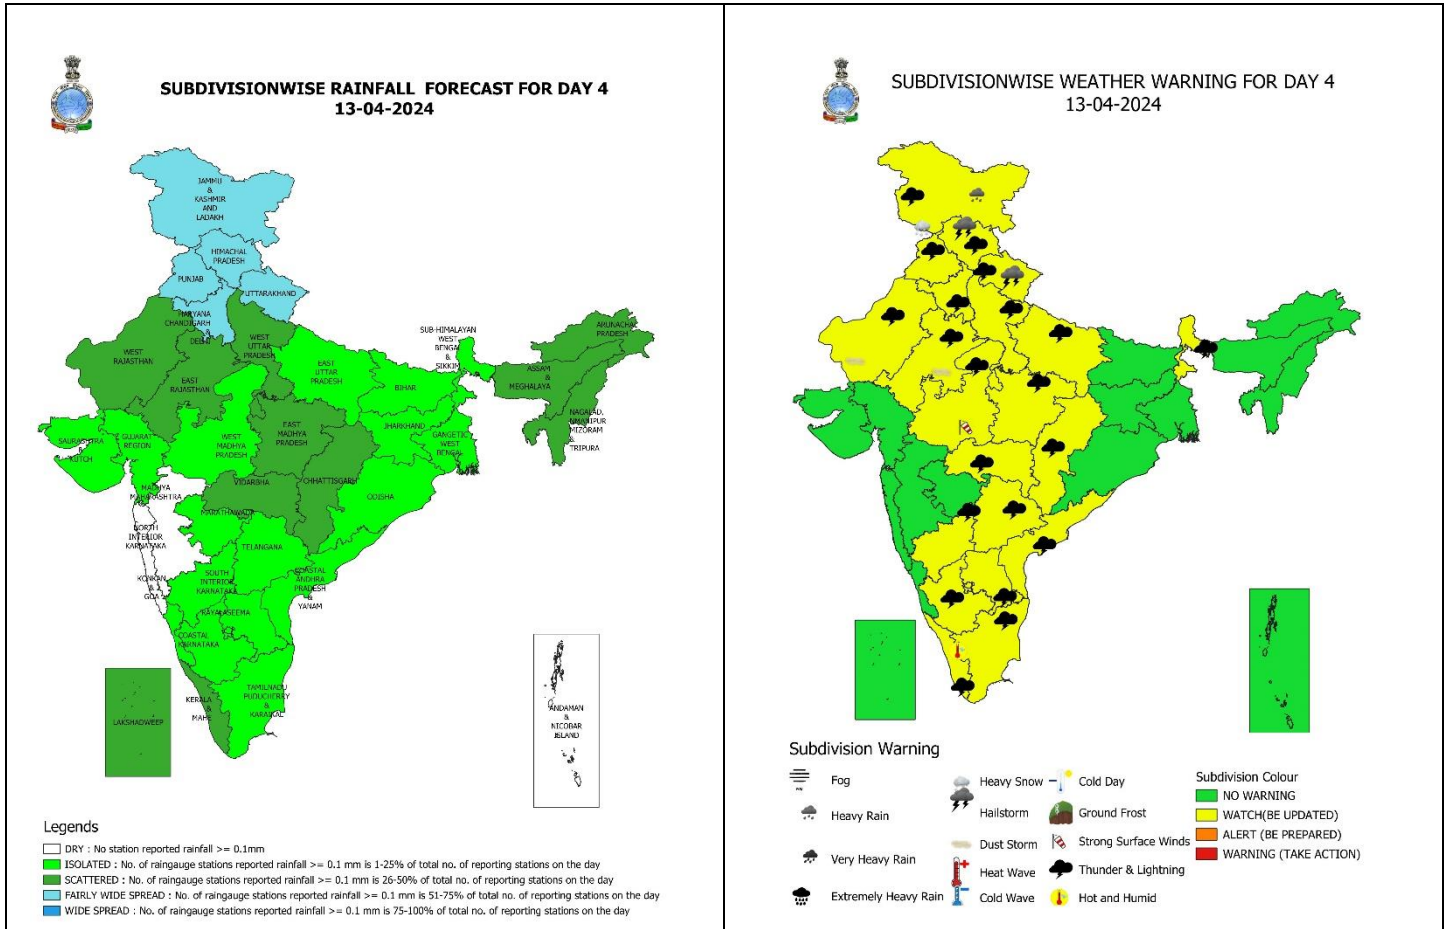 SUBDIVISIONWISE RAINFALL FORECAST FOR DAY 4
13-04-2024
JAMMU
&
KASHMIR
AND
LADAKH
HIMACHAL
PRADESH
PUNJAB
UTTARAKHAND
HARYANA
CHANDIGARH
&
DELHI
WEST
UTTAR
PRADESH
WEST
RAJASTHAN
EAST
RAJASTHAN
EAST
UTTAR
PRADESH
SUB-HIMALAYAN
WEST
BENGAL
&
SIKKIM
ARUNACHAL
PRADESH
ASSAM
&
MEGHALAYA
NAGALAD,
MANIPUR
MIZORAM
&
TRIPURA
BIHAR
JHARKHAND
GANGETIC
WEST
BENGAL
SAURASHTRA
&
KUTCH
GUJARAT
REGION
WEST
MADHYA
PRADESH
EAST
MADHYA
PRADESH
VIDARBHA
CHHATTISGARH
ODISHA
MADHYA
MAHARASHTRA
MARATHAWADA
NORTH
INTERIOR
KARNATAKA
TELANGANA
KONKAN
&
GOA
SOUTH
INTERIOR
KARNATAKA
COASTAL
ANDHRA
PRADESH
&
YANAM
RAYALASEEMA
COASTAL
KARNATAKA
KERALA
&
MAHE
TAMILNADU
PUDUCHERRY
&
KARAIKAL
LAKSHADWEEP
ANDAMAN
&
NICOBAR
ISLAND
Legends
DRY : No station reported rainfall >= 0.1mm
ISOLATED : No. of raingauge stations reported rainfall >= 0.1 mm is 1-25% of total no. of reporting stations on the day
SCATTERED : No. of raingauge stations reported rainfall >= 0.1 mm is 26-50% of total no. of reporting stations on the day
FAIRLY WIDE SPREAD : No. of raingauge stations reported rainfall >= 0.1 mm is 51-75% of total no. of reporting stations on the day
WIDE SPREAD : No. of raingauge stations reported rainfall >= 0.1 mm is 75-100% of total no. of reporting stations on the day
SUBDIVISIONWISE WEATHER WARNING FOR DAY 4
13-04-2024
Subdivision Warning
Fog
Heavy Rain
Very Heavy Rain
Extremely Heavy Rain
Heavy Snow
Hailstorm
Dust Storm
Heat Wave
Cold Wave
Cold Day
Ground Frost
Strong Surface Winds
Thunder & Lightning
Hot and Humid
Subdivision Colour
NO WARNING
WATCH(BE UPDATED)
ALERT (BE PREPARED)
WARNING (TAKE ACTION)